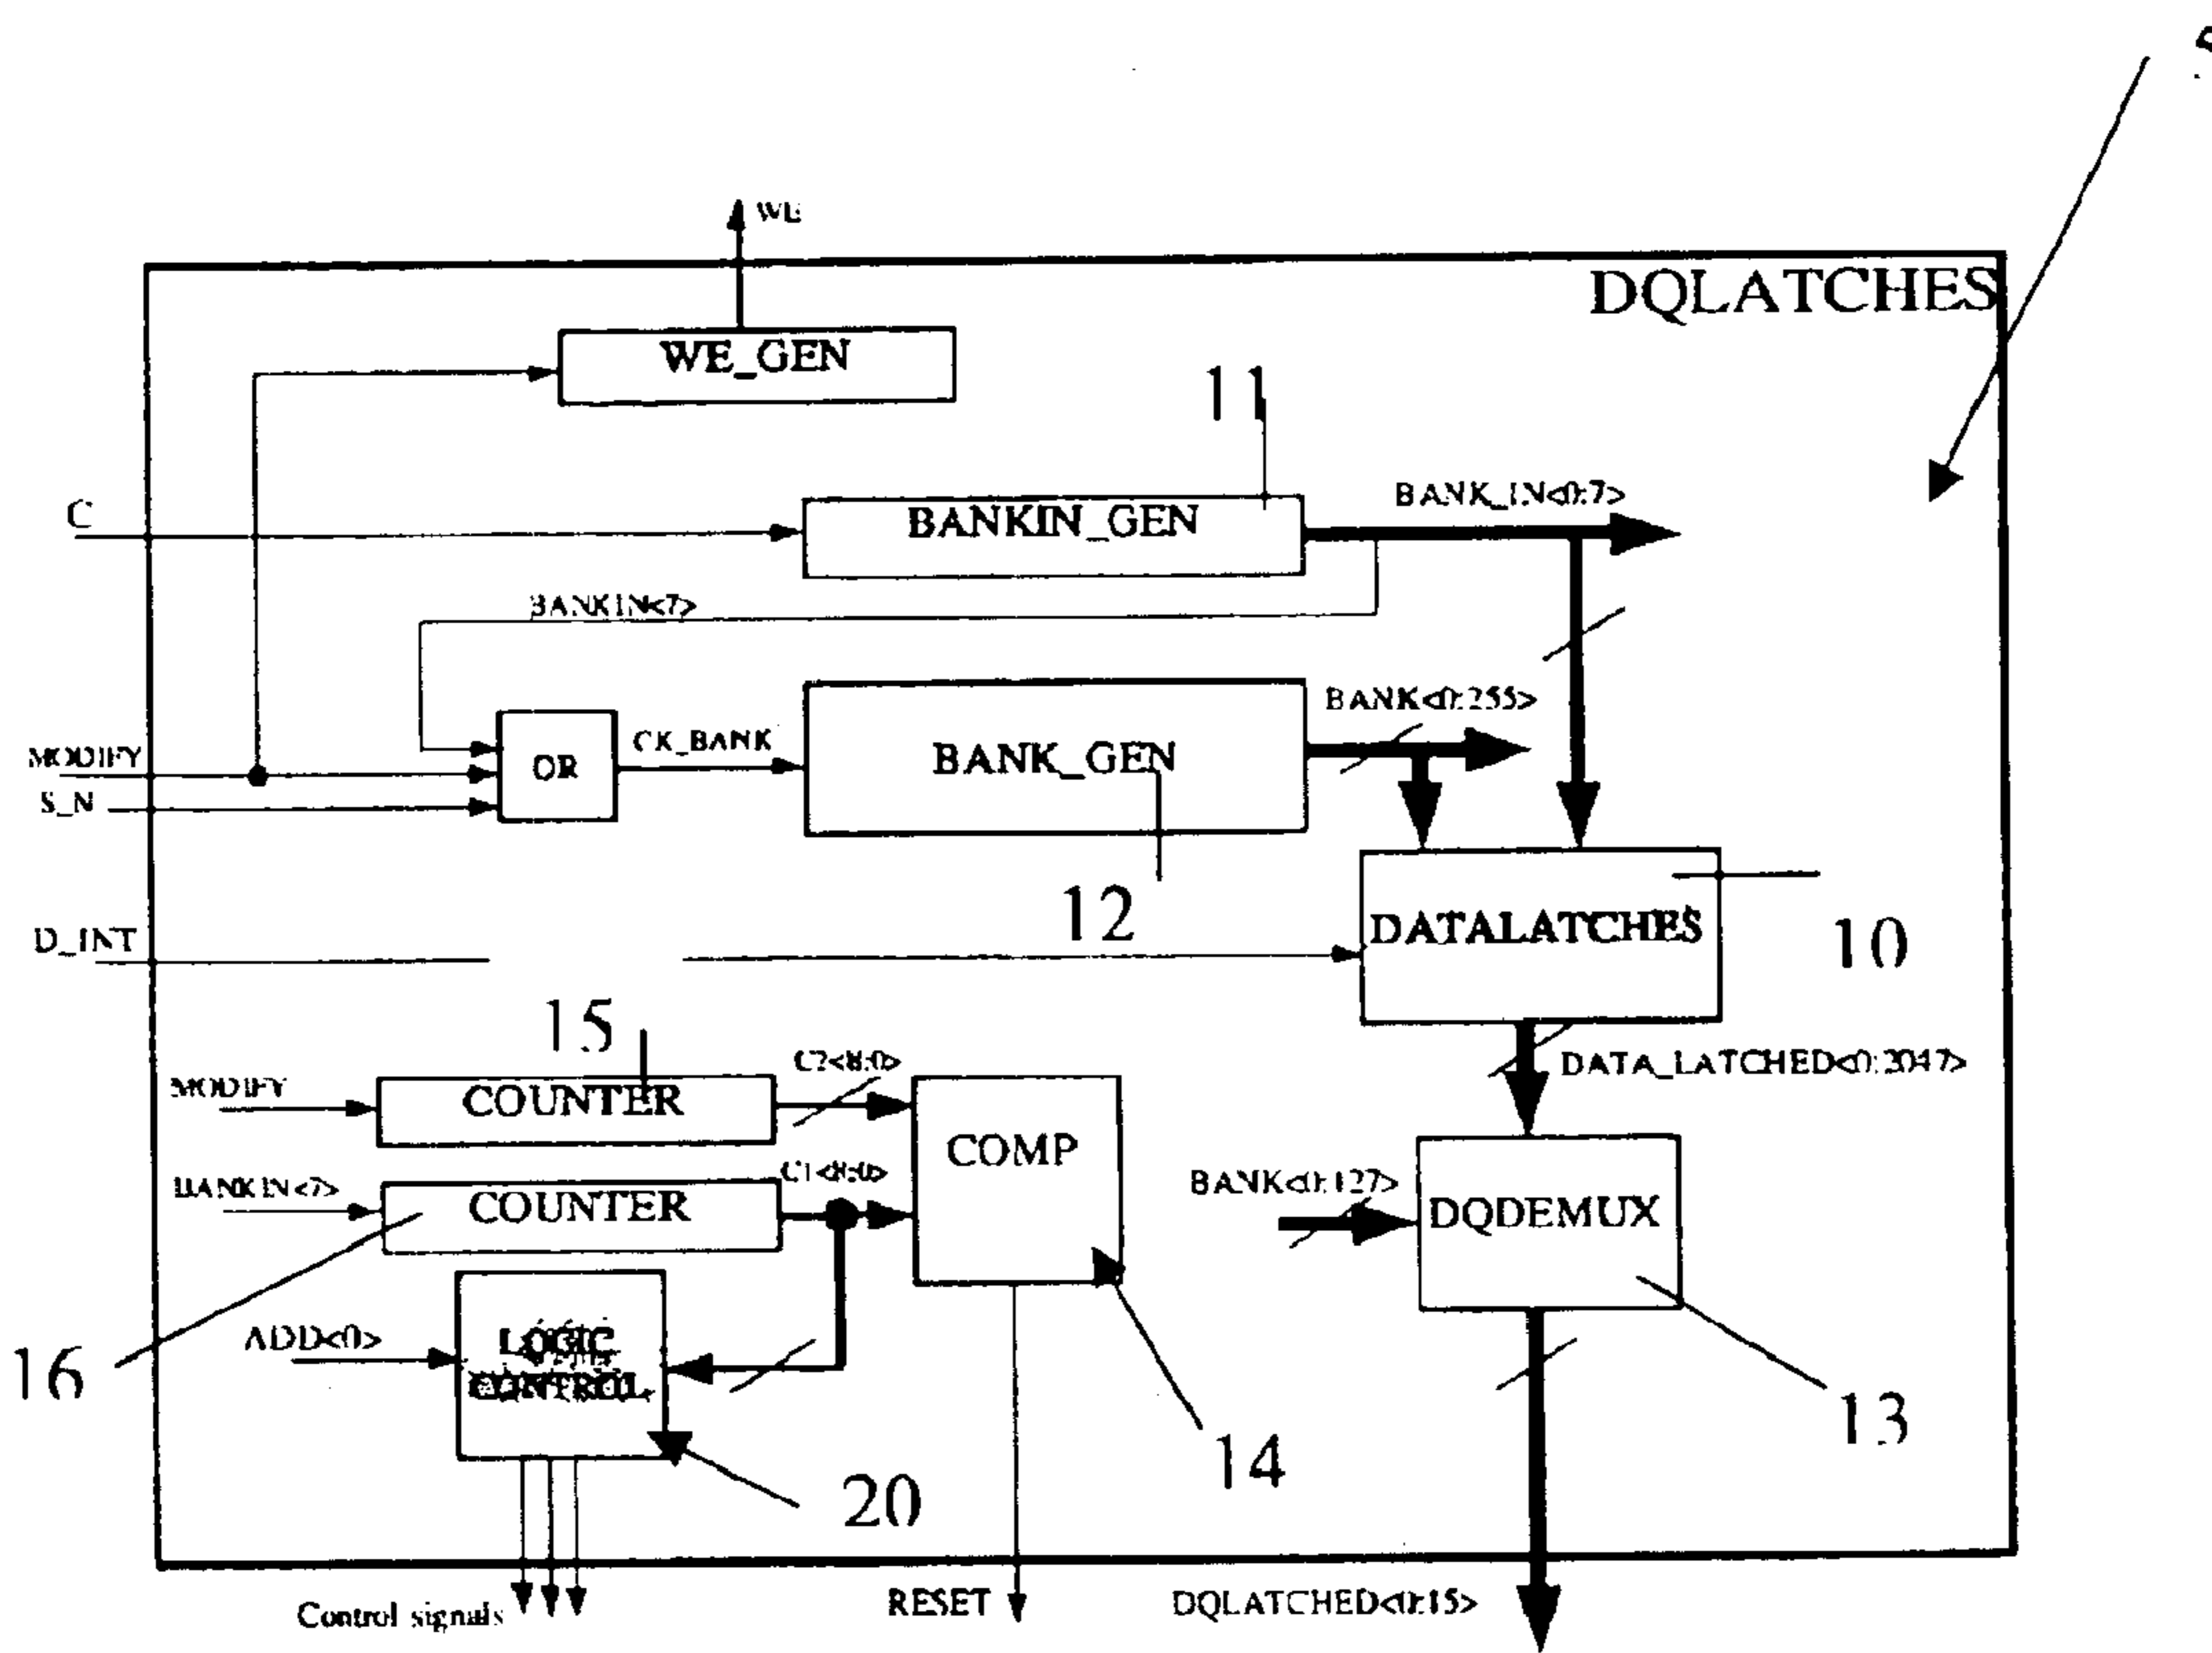 5
WE
DQLATCHES
WE_GEN
11
C
BANKIN_GEN
BANK_IN<0:7>
BANKIN<7>
BANK<0:255>
MODIFY
OR
CK_BANK
BANK_GEN
S_N
12
D_INT
DATALATCHES
10
15
C2<8:0>
DATA_LATCHED<0:2047>
MODIFY
COUNTER
COMP
C1<8:0>
BANKIN<7>
COUNTER
BANK<0:127>
DQDEMUX
ADD<0>
LOGIC
CONTROL
16
13
14
20
Control signals
RESET
DQLATCHED<0:15>